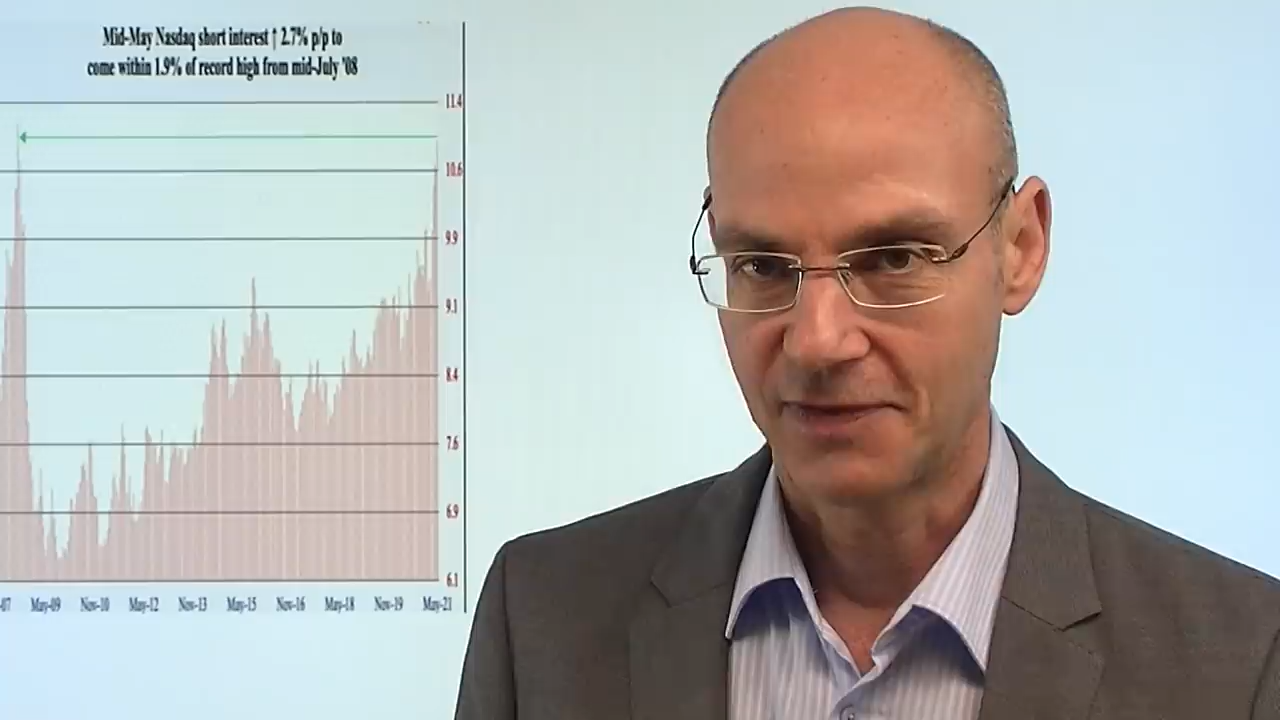 Mid-May Nasdaq short interest ↑ 2.7% p/p to
come within 1.9% of record high from mid-July '08
11.4
10.6
9.9
9.1
8.4
7.6
6.9
6.1
-07 May-09 Nov-10 May-12 Nov-13 May-15 Nov-16 May-18 Nov-19 May-21